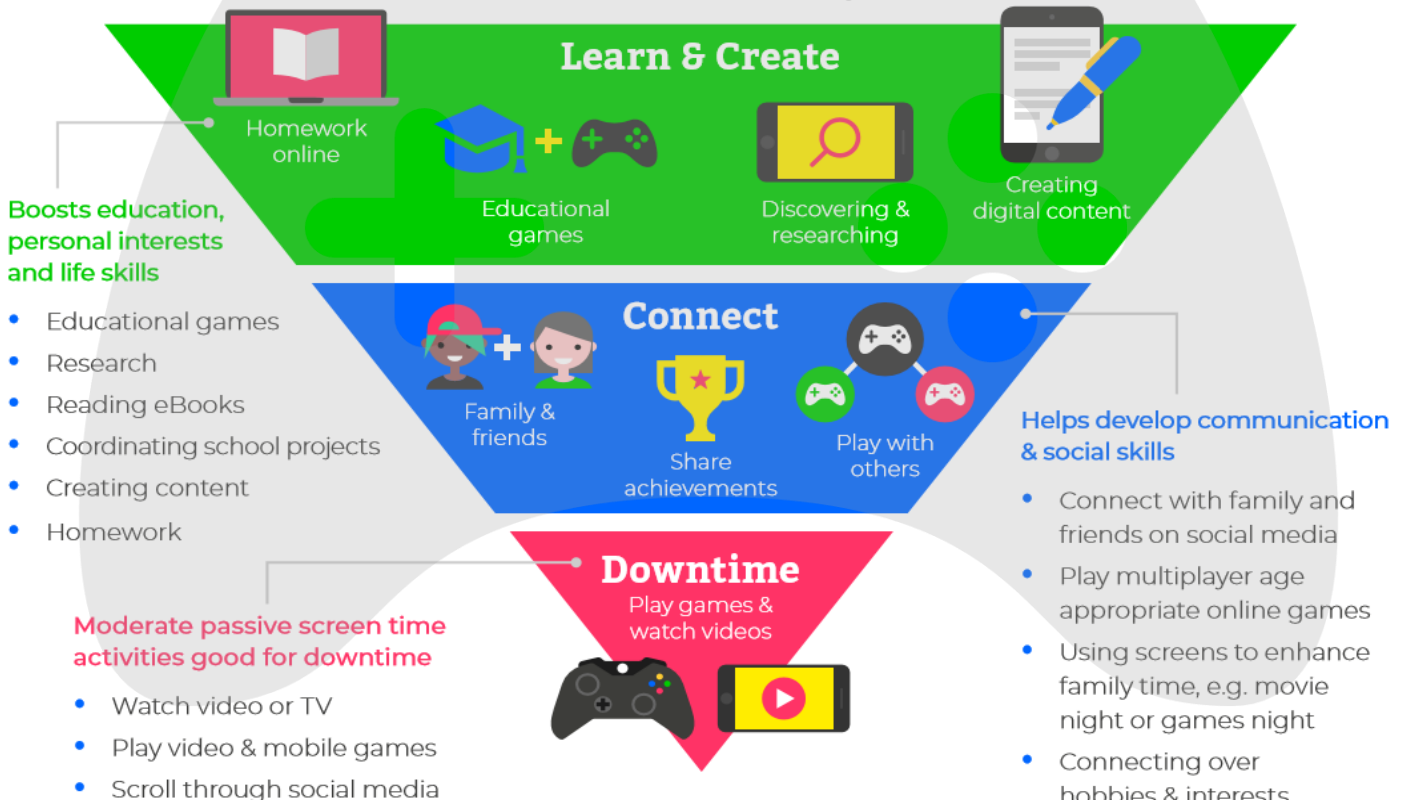 Learn & Create
Homework
online
Educational
games
Discovering &
researching
Creating
digital content
Boosts education,
personal interests
and life skills
Educational games
Research
Reading eBooks
Coordinating school projects
Creating content
Homework
Connect
Family &
friends
Share
achievements
Play with
others
Helps develop communication
& social skills
Connect with family and
friends on social media
Play multiplayer age
appropriate online games
Using screens to enhance
family time, e.g. movie
night or games night
Connecting over
hobbies & interests
Downtime
Play games &
watch videos
Moderate passive screen time
activities good for downtime
Watch video or TV
Play video & mobile games
Scroll through social media